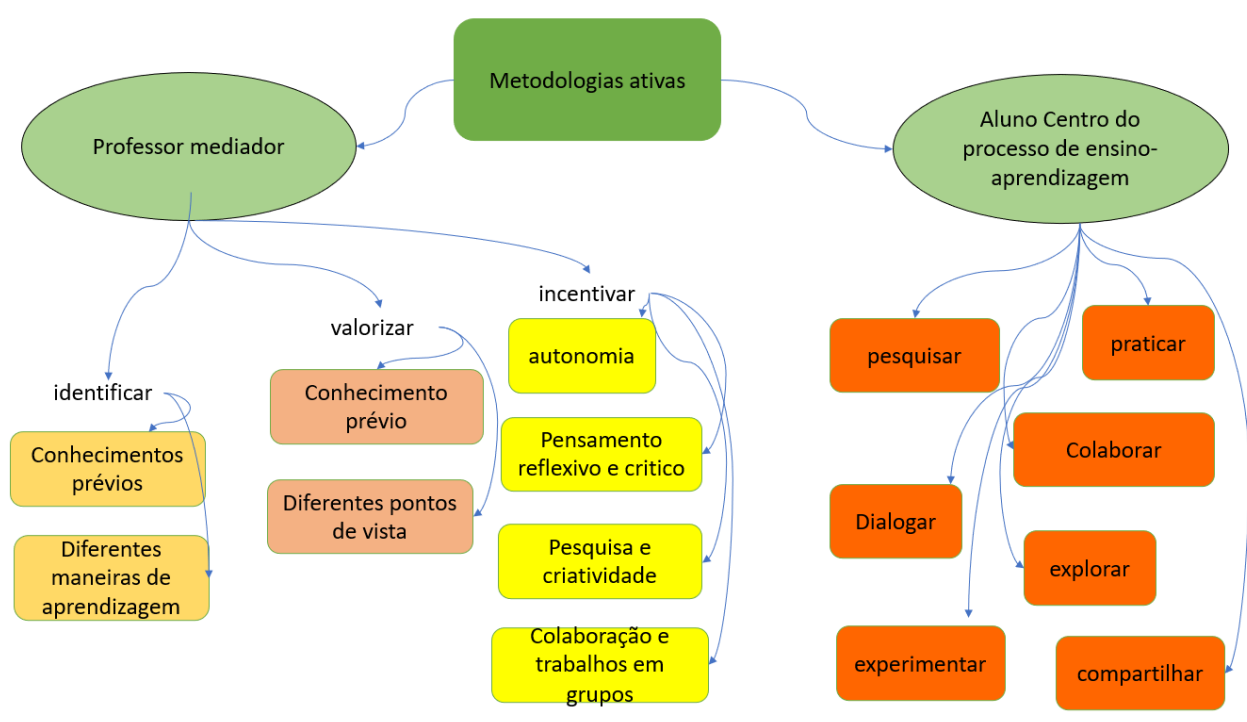 Metodologias ativas
Professor mediador
Aluno Centro do
processo de ensino-
aprendizagem
identificar
Conhecimentos
prévios
Diferentes
maneiras de
aprendizagem
valorizar
Conhecimento
prévio
Diferentes pontos
de vista
incentivar
autonomia
Pensamento
reflexivo e critico
Pesquisa e
criatividade
Colaboração e
trabalhos em
grupos
pesquisar
praticar
Colaborar
Dialogar
explorar
experimentar
compartilhar